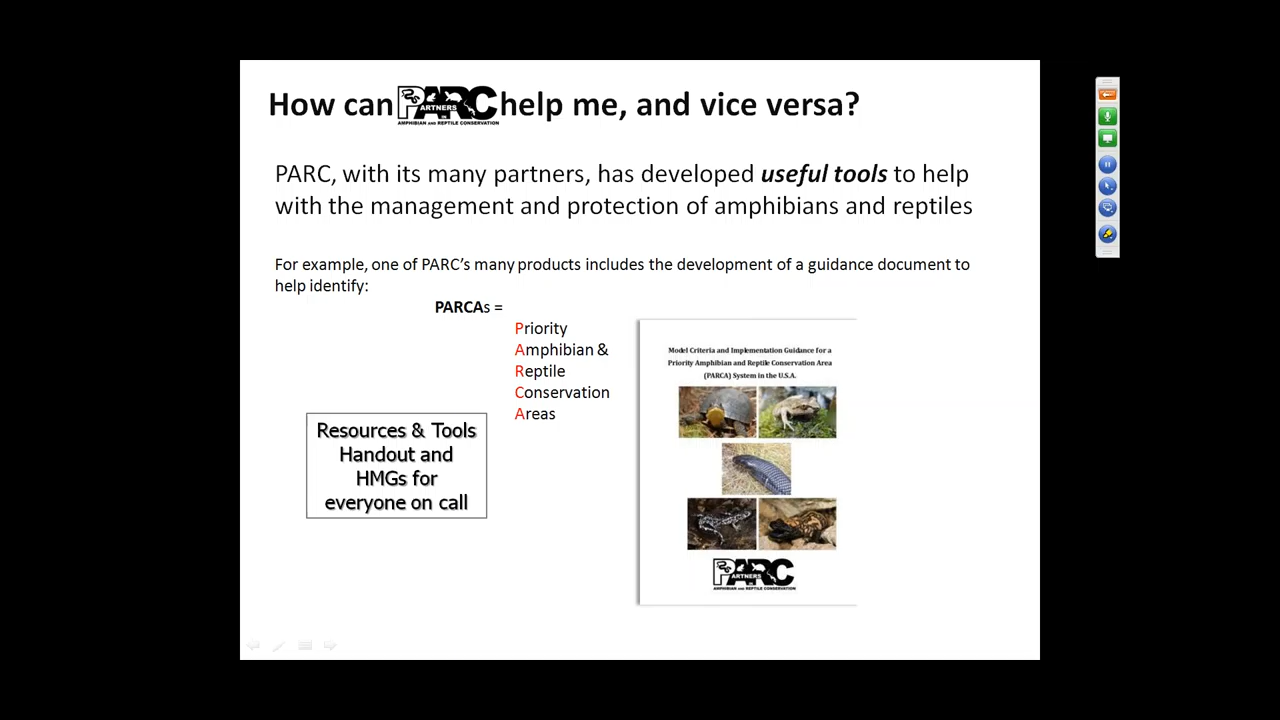 How can PARC help me, and vice versa?
PARTNERS IN
AMPHIBIAN AND REPTILE CONSERVATION
PARC, with its many partners, has developed useful tools to help
with the management and protection of amphibians and reptiles
For example, one of PARC's many products includes the development of a guidance document to
help identify:
PARCAs =
Priority
Amphibian &
Reptile
Conservation
Areas
Resources & Tools
Handout and
HMGs for
everyone on call
Model Criteria and Implementation Guidance for a
Priority Amphibian and Reptile Conservation Area
(PARCA) System in the U.S.A.
PARC
PARTNERS IN
AMPHIBIAN AND REPTILE CONSERVATION